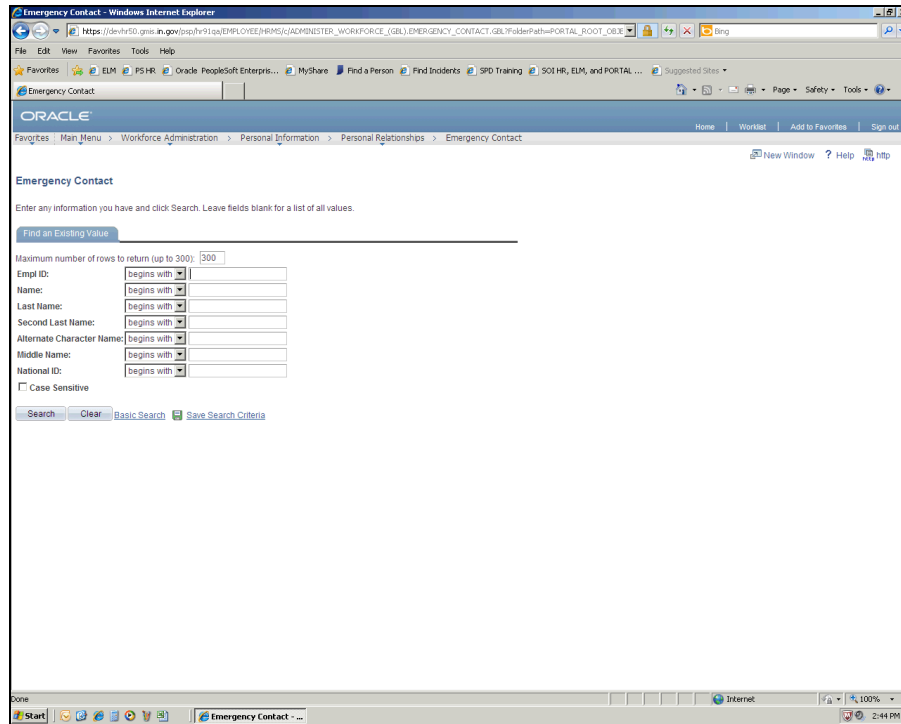 Emergency Contact - Windows Internet Explorer
https://devhr50.gmis.in.gov/psp/hr91qa/EMPLOYEE/HRMS/c/ADMINISTER_WORKFORCE_(GBL).EMERGENCY_CONTACT.GBL?FolderPath=PORTAL_ROOT_OBJE
Bing
File Edit View Favorites Tools Help
Favorites ELM PS HR Oracle PeopleSoft Enterpris... MyShare Find a Person Find Incidents SPD Training SOI HR, ELM, and PORTAL ... Suggested Sites
Emergency Contact Page Safety Tools
ORACLE
Home | Worklist | Add to Favorites | Sign out
Favorites Main Menu > Workforce Administration > Personal Information > Personal Relationships > Emergency Contact
New Window ? Help http
Emergency Contact
Enter any information you have and click Search. Leave fields blank for a list of all values.
Find an Existing Value
Maximum number of rows to return (up to 300): 300
Empl ID: begins with
Name: begins with
Last Name: begins with
Second Last Name: begins with
Alternate Character Name: begins with
Middle Name: begins with
National ID: begins with
Case Sensitive
Search Clear Basic Search Save Search Criteria
Done Internet 100%
Start Emergency Contact - ... 2:44 PM